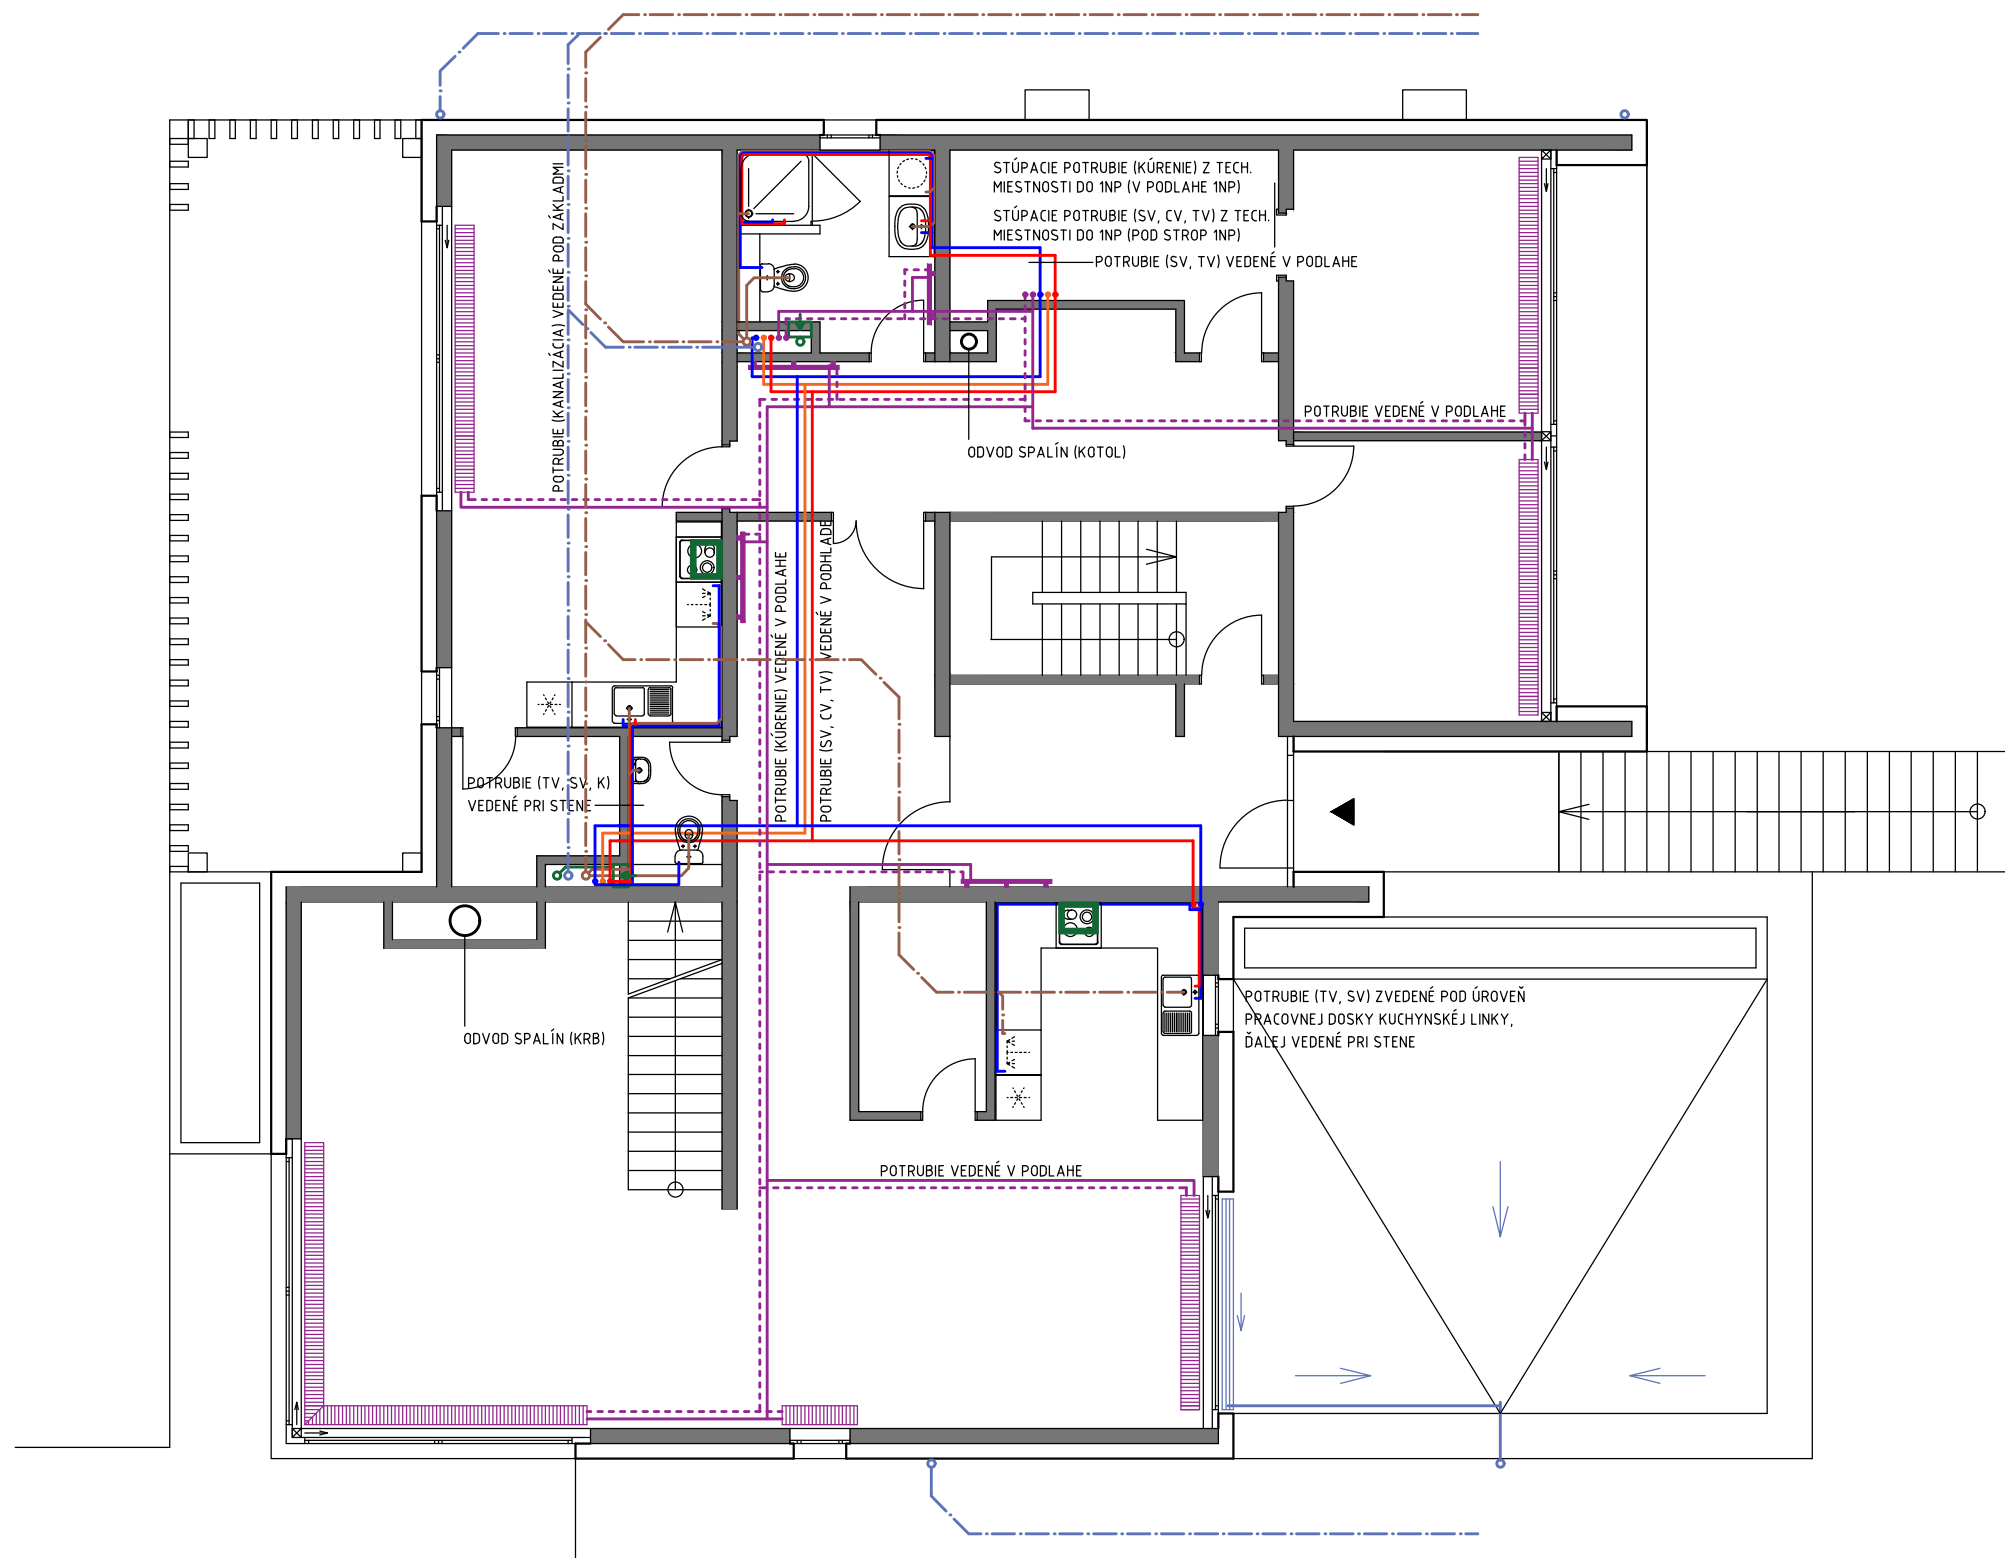 STÚPACIE POTRUBIE (KÚRENIE) Z TECH.
MIESTNOSTI DO 1NP (V PODLAHE 1NP)
STÚPACIE POTRUBIE (SV, CV, TV) Z TECH.
MIESTNOSTI DO 1NP (POD STROP 1NP)
POTRUBIE (SV, TV) VEDENÉ V PODLAHE
POTRUBIE (KANALIZÁCIA) VEDENÉ POD ZÁKLADMI
POTRUBIE VEDENÉ V PODLAHE
ODVOD SPALÍN (KOTOL)
POTRUBIE (KÚRENIE) VEDENÉ V PODLAHE
POTRUBIE (SV, CV, TV) VEDENÉ V PODHLADE
POTRUBIE (TV, SV, K)
VEDENÉ PRI STENE
ODVOD SPALÍN (KRB)
POTRUBIE (TV, SV) ZVEDENÉ POD ÚROVEŇ
PRACOVNEJ DOSKY KUCHYNSKÉJ LINKY,
ĎALEJ VEDENÉ PRI STENE
POTRUBIE VEDENÉ V PODLAHE